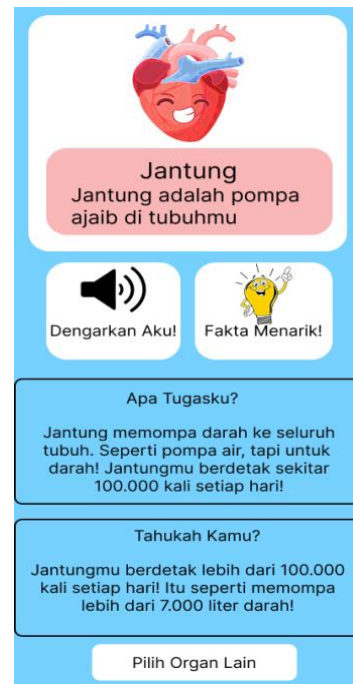 Jantung
Jantung adalah pompa
ajaib di tubuhmu
Dengarkan Aku!
Fakta Menarik!
Apa Tugasku?
Jantung memompa darah ke seluruh
tubuh. Seperti pompa air, tapi untuk
darah! Jantungmu berdetak sekitar
100.000 kali setiap hari!
Tahukah Kamu?
Jantungmu berdetak lebih dari 100.000
kali setiap hari! Itu seperti memompa
lebih dari 7.000 liter darah!
Pilih Organ Lain